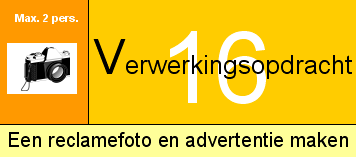 Max. 2 pers.
16
Verwerkingsopdracht
Een reclamefoto en advertentie maken